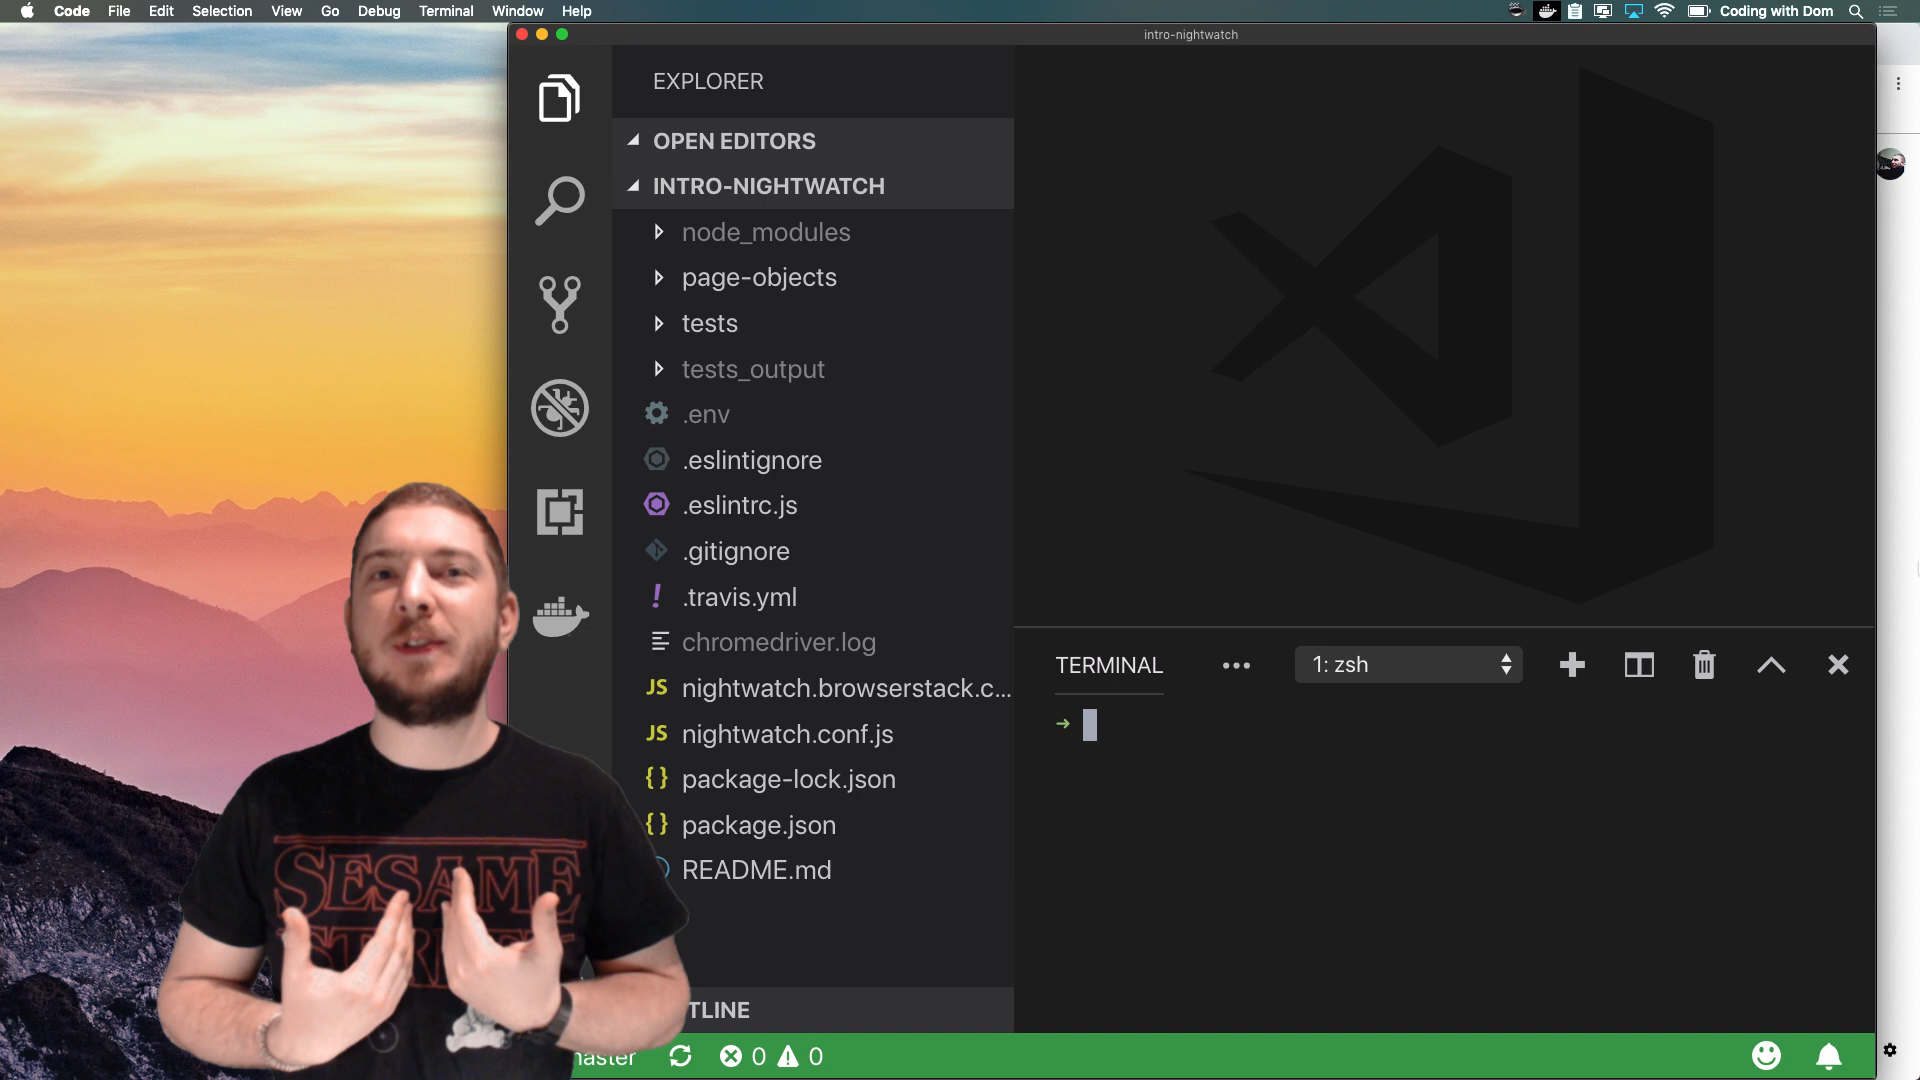 Code File Edit Selection View Go Debug Terminal Window Help
Coding with Dom
intro-nightwatch
EXPLORER
OPEN EDITORS
INTRO-NIGHTWATCH
node_modules
page-objects
tests
tests_output
.env
.eslintignore
.eslintrc.js
.gitignore
.travis.yml
chromedriver.log
JS nightwatch.browserstack.c...
JS nightwatch.conf.js
{} package-lock.json
{} package.json
README.md
TLINE
TERMINAL
1: zsh
SESAME
aster
0
0